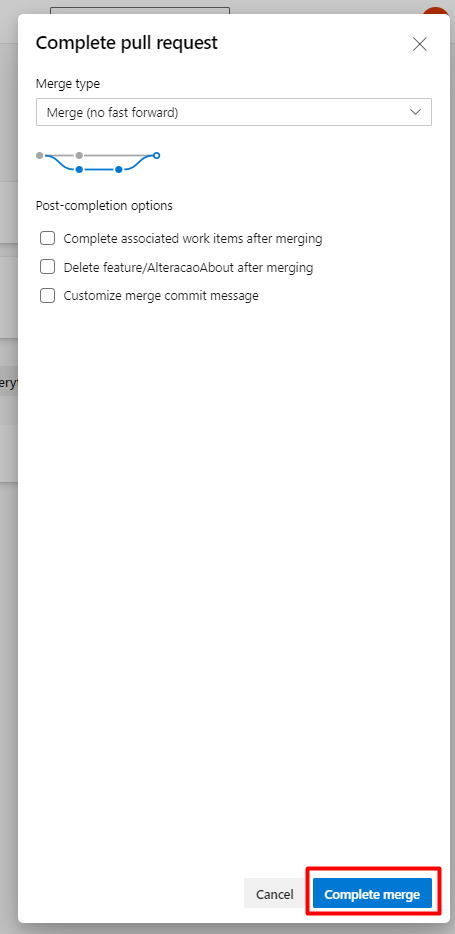 Complete pull request
Merge type
Merge (no fast forward)
Post-completion options
Complete associated work items after merging
Delete feature/AlteracaoAbout after merging
Customize merge commit message
Cancel
Complete merge